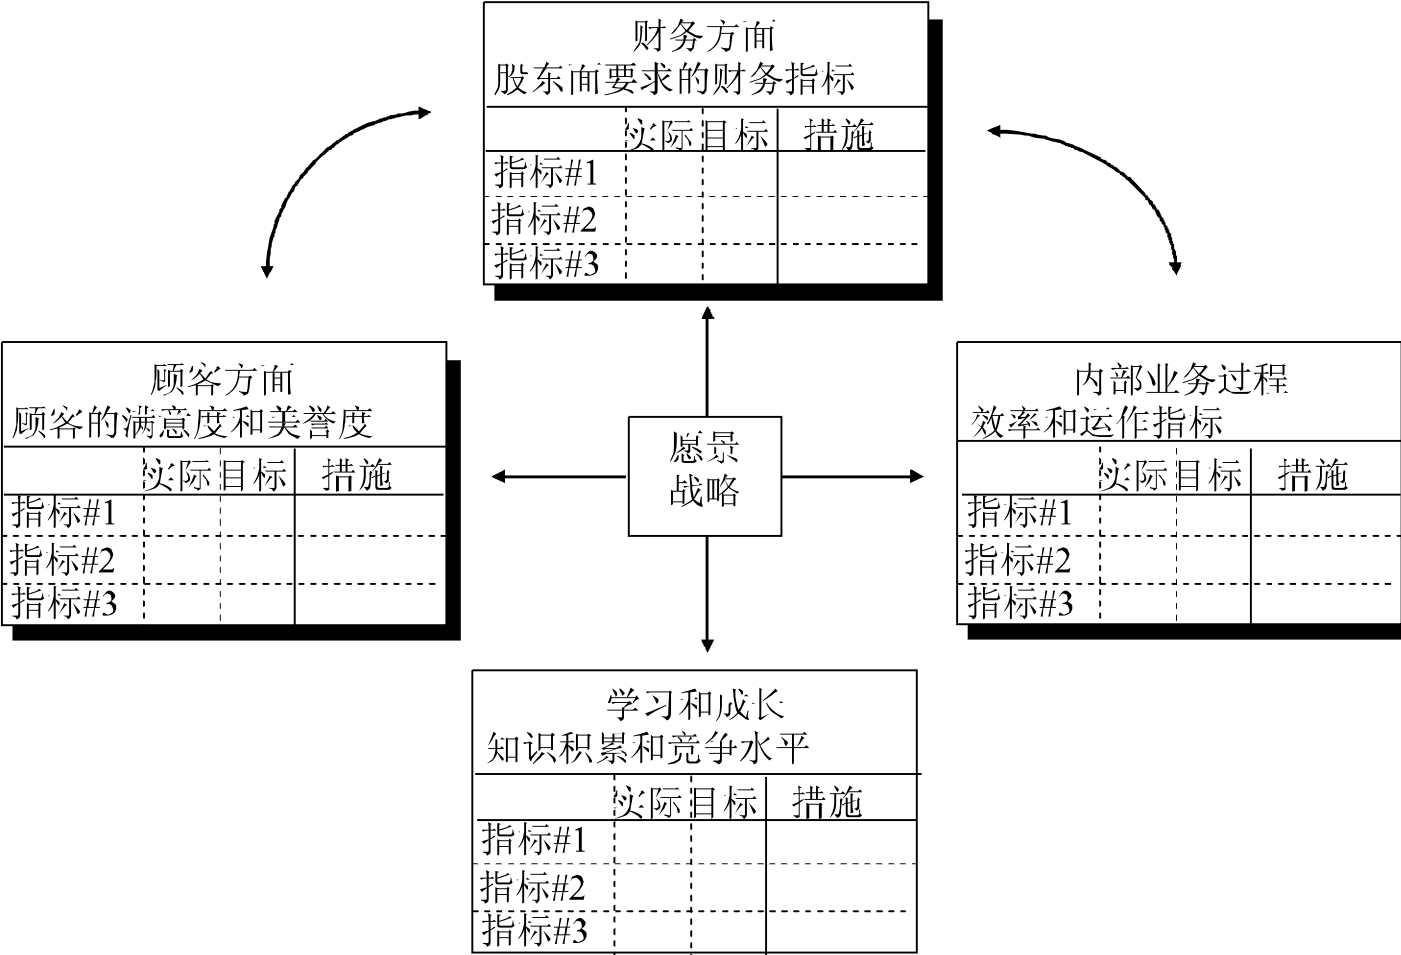 财务方面
股东面要求的财务指标
实际 目标 措施
指标#1
指标#2
指标#3
顾客方面
顾客的满意度和美誉度
实际 目标 措施
指标#1
指标#2
指标#3
愿景
战略
内部业务过程
效率和运作指标
实际 目标 措施
指标#1
指标#2
指标#3
学习和成长
知识积累和竞争水平
实际 目标 措施
指标#1
指标#2
指标#3